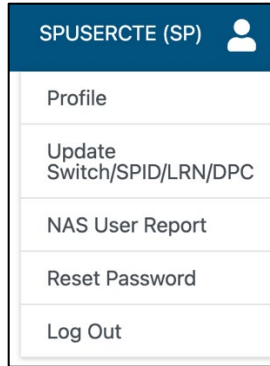 SPUSERCTE (SP)
Profile
Update
Switch/SPID/LRN/DPC
NAS User Report
Reset Password
Log Out